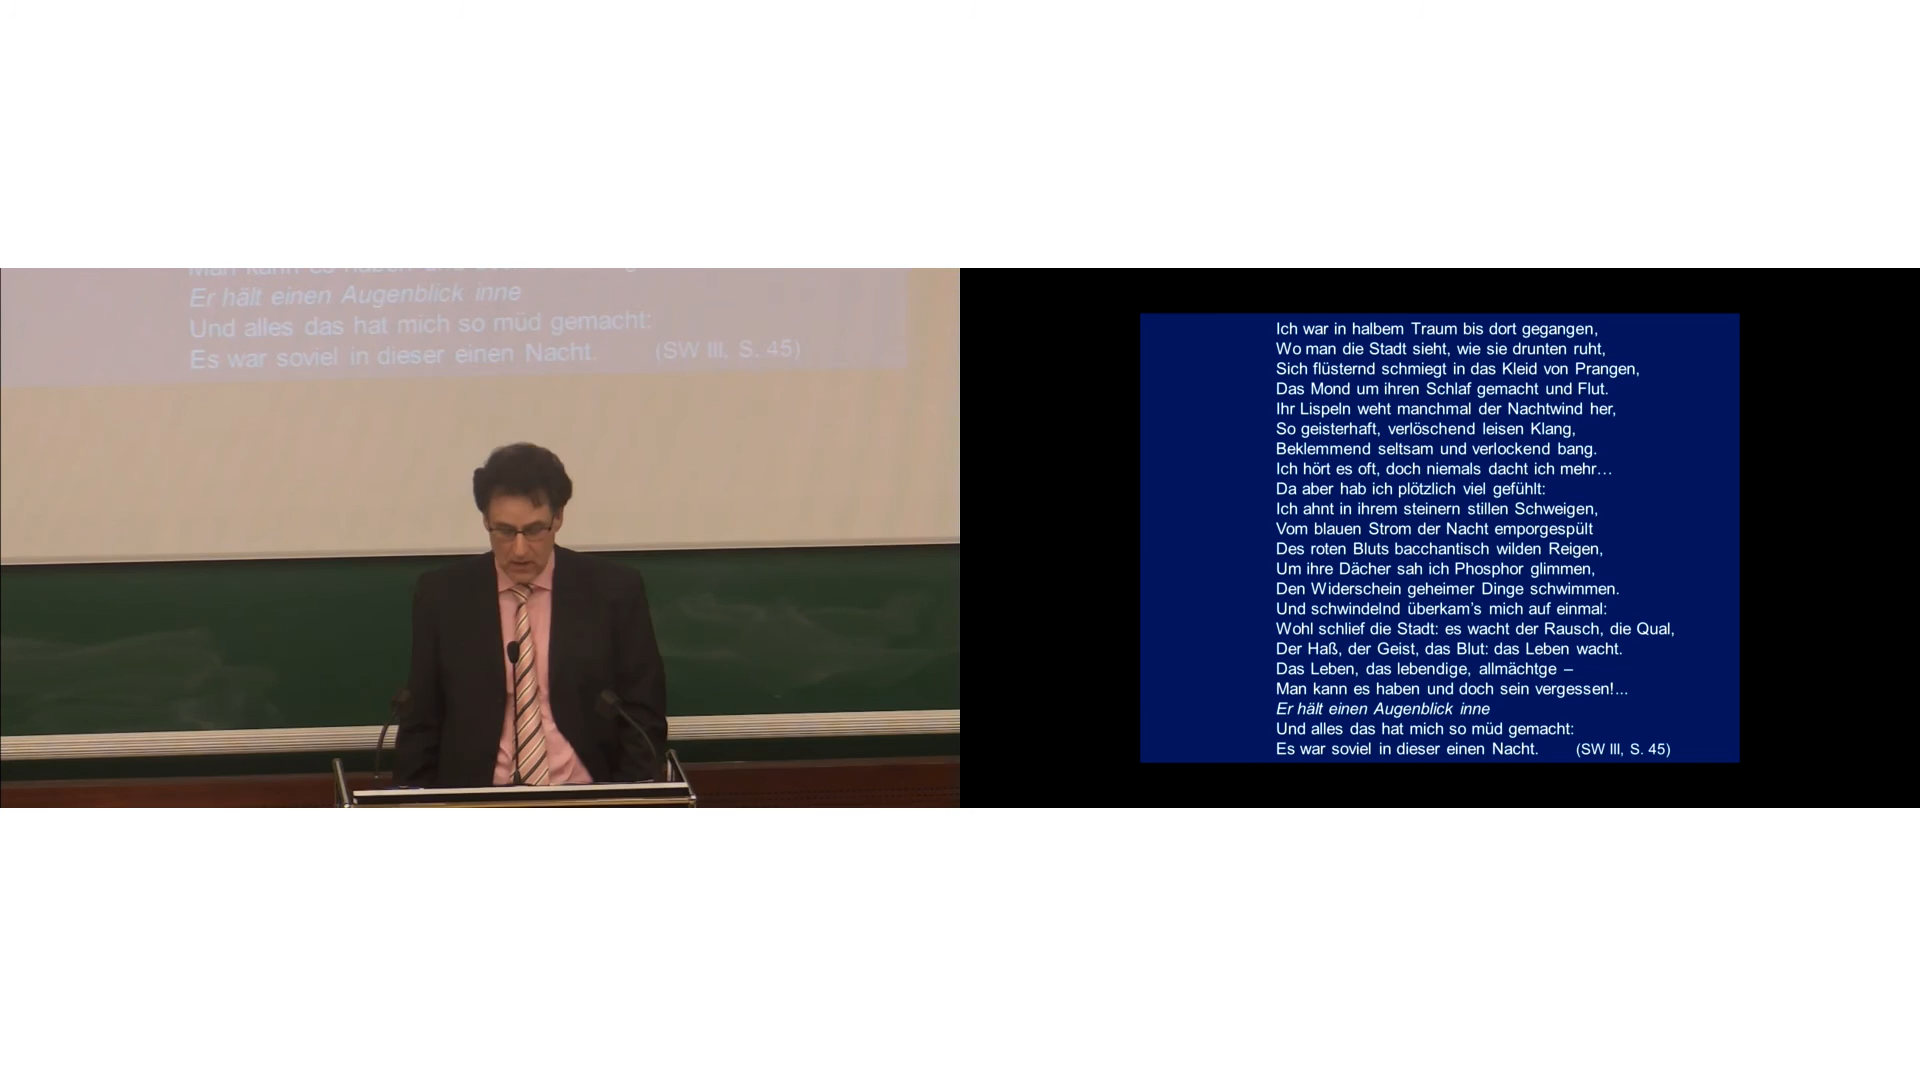 Man kann es haben und
Er hält einen Augenblick inne
Und alles das hat mich so müd gemacht:
Es war soviel in dieser einen Nacht. (SW III, S. 45)
Ich war in halbem Traum bis dort gegangen,
Wo man die Stadt sieht, wie sie drunten ruht,
Sich flüsternd schmiegt in das Kleid von Prangen,
Das Mond um ihren Schlaf gemacht und Flut.
Ihr Lispeln weht manchmal der Nachtwind her,
So geisterhaft, verlöschend leisen Klang,
Beklemmend seltsam und verlockend bang.
Ich hört es oft, doch niemals dacht ich mehr…
Da aber hab ich plötzlich viel gefühlt:
Ich ahnt in ihrem steinern stillen Schweigen,
Vom blauen Strom der Nacht emporgespült
Des roten Bluts bacchantisch wilden Reigen,
Um ihre Dächer sah ich Phosphor glimmen,
Den Widerschein geheimer Dinge schwimmen.
Und schwindelnd überkam’s mich auf einmal:
Wohl schlief die Stadt: es wacht der Rausch, die Qual,
Der Haß, der Geist, das Blut: das Leben wacht.
Das Leben, das lebendige, allmächtge –
Man kann es haben und doch sein vergessen!...
Er hält einen Augenblick inne
Und alles das hat mich so müd gemacht:
Es war soviel in dieser einen Nacht. (SW III, S. 45)